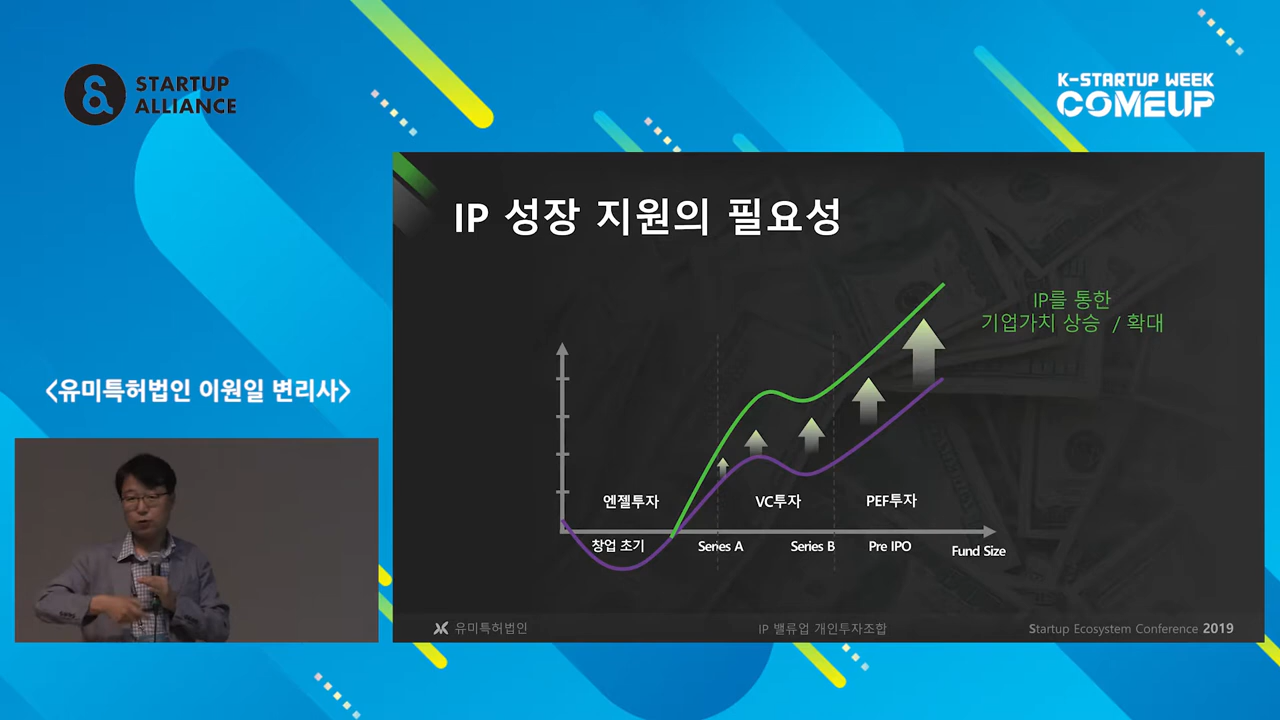 STARTUP
ALLIANCE
K-STARTUP WEEK
COMEUP
IP 성장 지원의 필요성
IP를 통한
기업가치 상승 / 확대
<유미특허법인 이원일 변리사>
엔젤투자
VC투자
PEF투자
창업 초기
Series A
Series B
Pre IPO
Fund Size
유미특허법인
IP 밸류업 개인투자조합
Startup Ecosystem Conference 2019